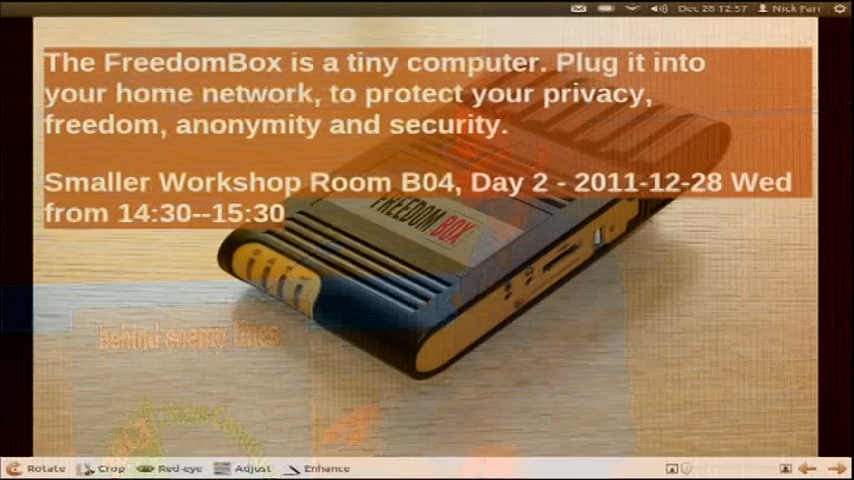 Dec 28 12:57 Nick Farr
The FreedomBox is a tiny computer. Plug it into
your home network, to protect your privacy,
freedom, anonymity and security.
Smaller Workshop Room B04, Day 2 - 2011-12-28 Wed
from 14:30--15:30
FREEDOMBOX
Behind enemy lines
Rotate Crop Red-eye Adjust Enhance